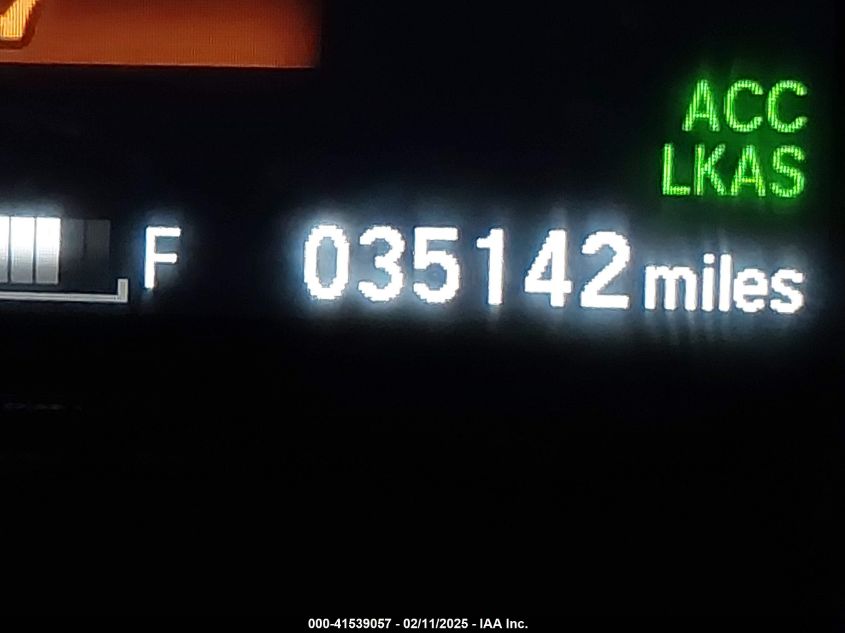 ACC
LKAS
F 035142 miles
000-41539057 - 02/11/2025 - IAA Inc.